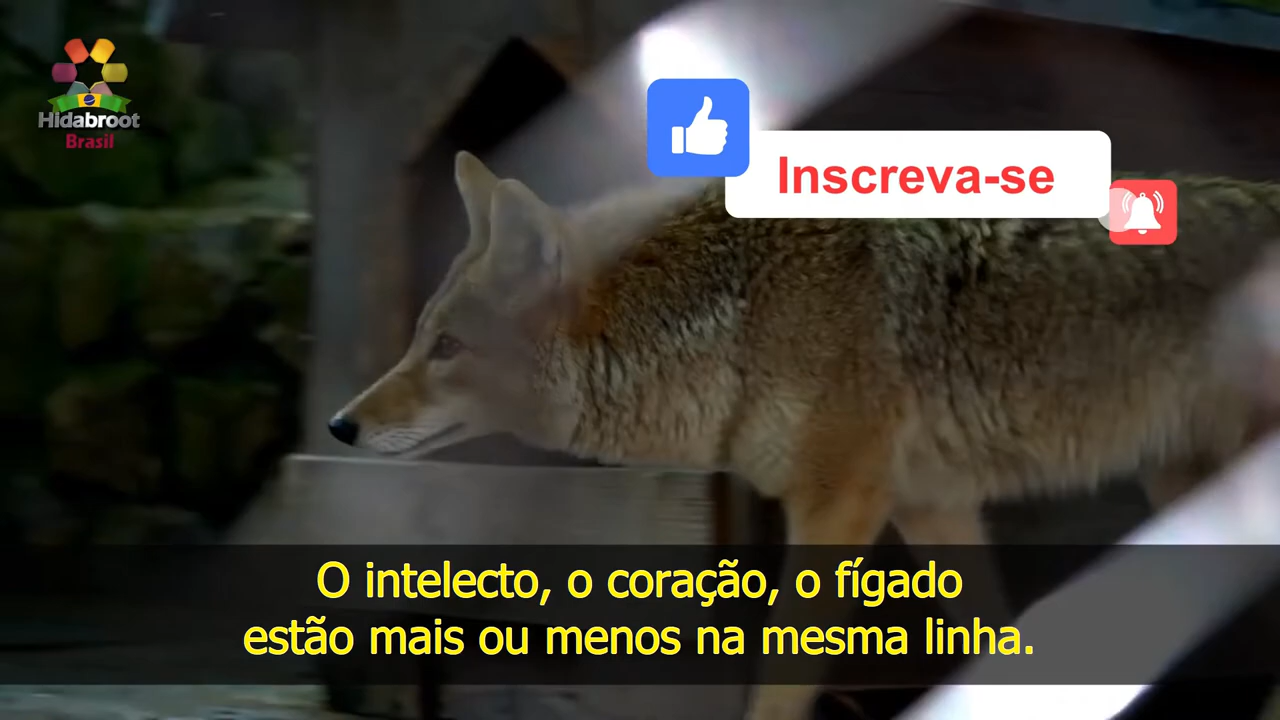 Hidabroot
Brasil
Inscreva-se
O intelecto, o coração, o fígado
estão mais ou menos na mesma linha.